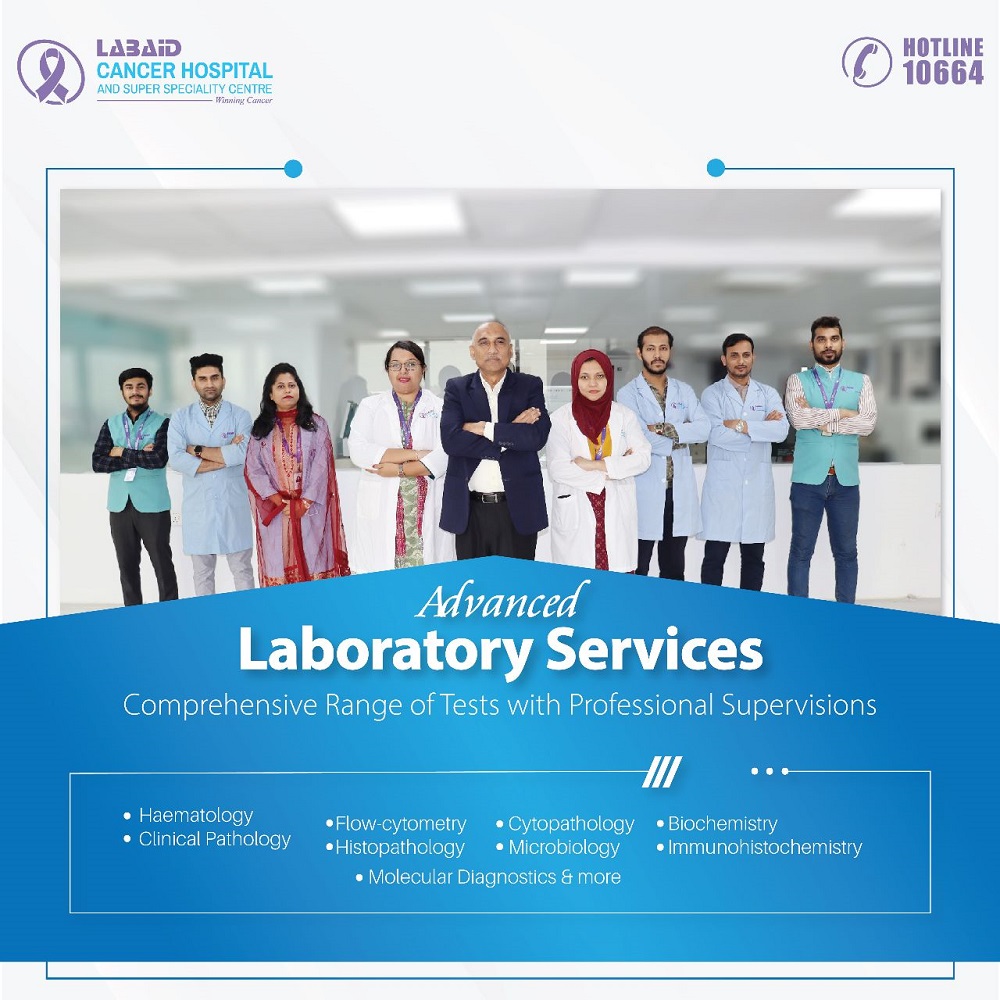 LABAID
CANCER HOSPITAL
AND SUPER SPECIALITY CENTRE
Winning Cancer
HOTLINE
10664
Advanced
Laboratory Services
Comprehensive Range of Tests with Professional Supervisions
• Haematology
• Clinical Pathology
•Flow-cytometry
•Histopathology
• Cytopathology
• Microbiology
•Biochemistry
•Immunohistochemistry
• Molecular Diagnostics & more